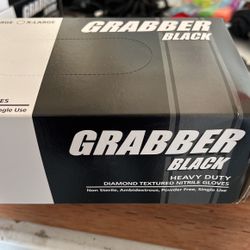 X-LARGE
GRABBER
BLACK
Single Use
GRABBER
BLACK
HEAVY DUTY
DIAMOND TEXTURED NITRILE GLOVES
Non Sterile, Ambidextrous, Powder Free, Single Use